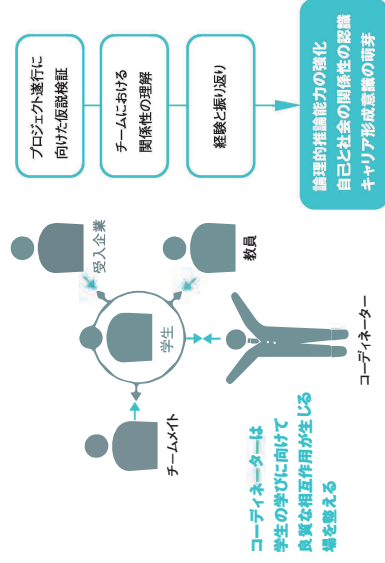 プロジェクト遂行に
向けた仮説検証
チームにおける
関係性の理解
経験と振り返り
論理的推論能力の強化
自己と社会の関係性の認識
キャリア形成意識の萌芽
受入企業
教員
学生
チームメイト
コーディネーター
コーディネーターは
学生の学びに向けて
良質な相互作用が生じる
場を整える